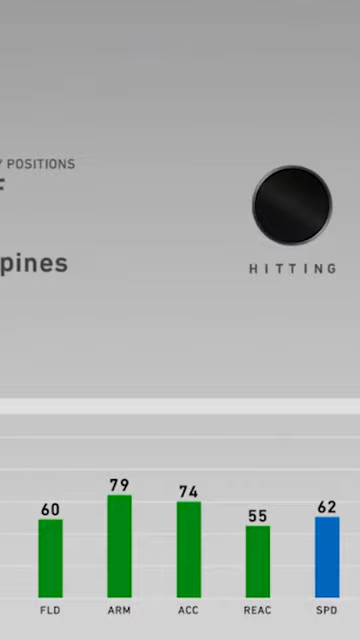 Y POSITIONS
F
pines
HITTING
60 79 74 55 62
FLD ARM ACC REAC SPD